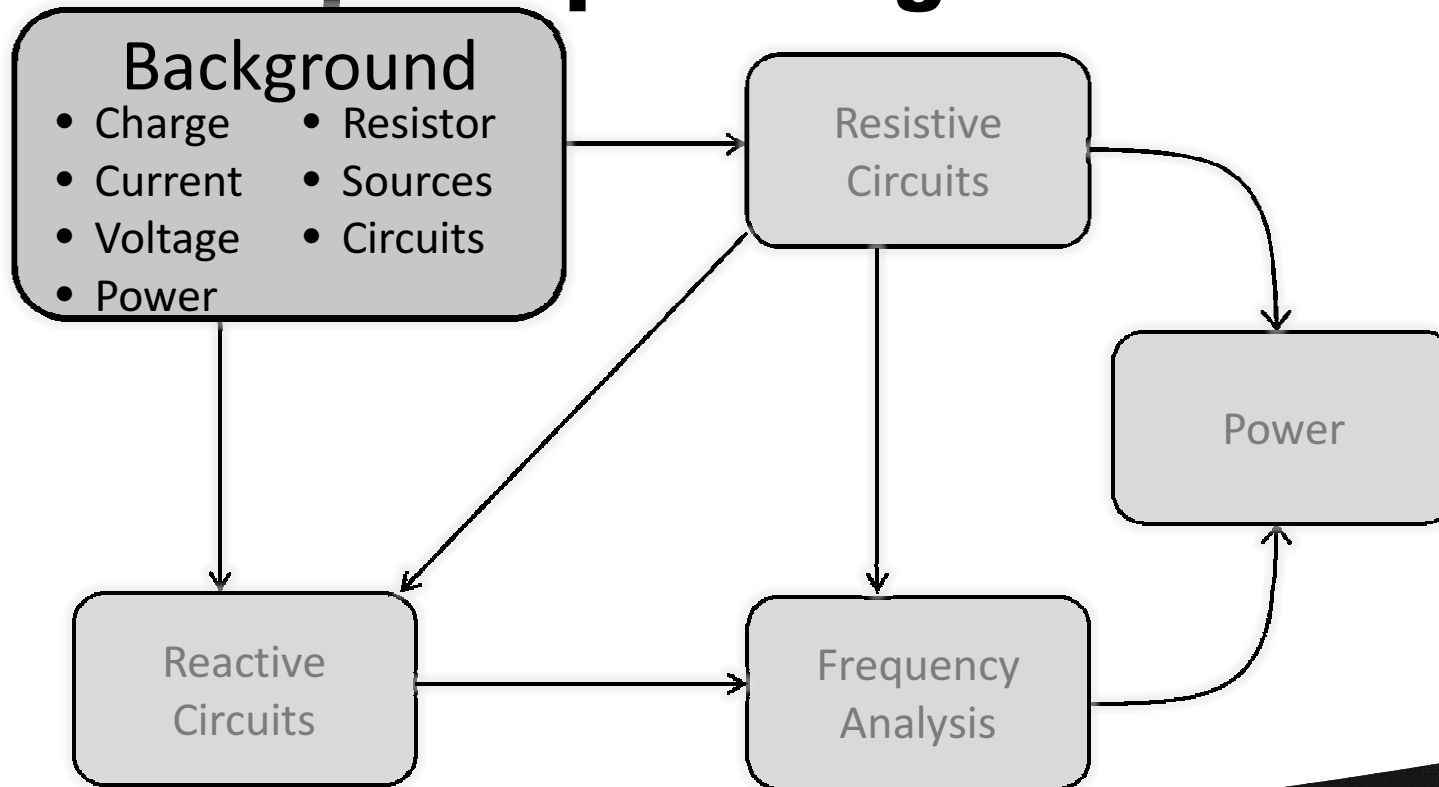 Background
• Charge
• Current
• Voltage
• Power
• Resistor
• Sources
• Circuits
Resistive
Circuits
Power
Reactive
Circuits
Frequency
Analysis